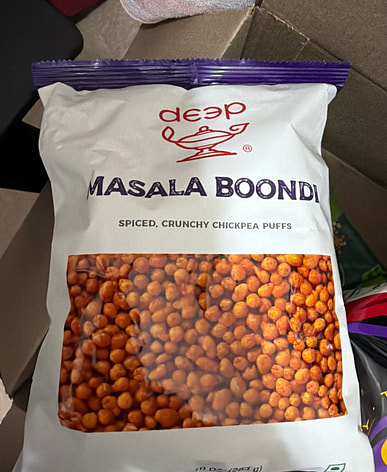 deep
®
MASALA BOONDI
SPICED, CRUNCHY CHICKPEA PUFFS